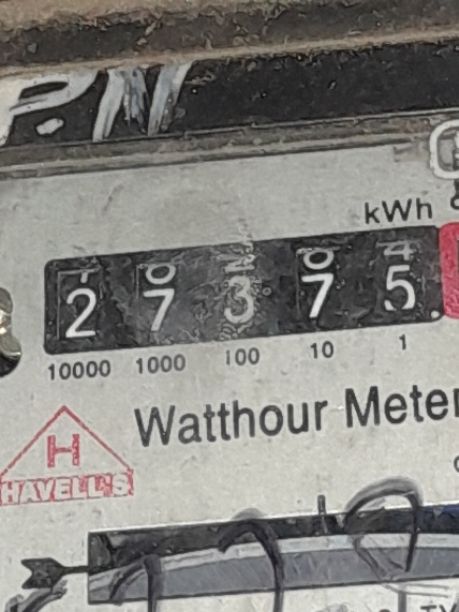 P.N
kWh
2 7 3 7 5
10000 1000 100 10 1
Watthour Meter
H
HAVELL'S